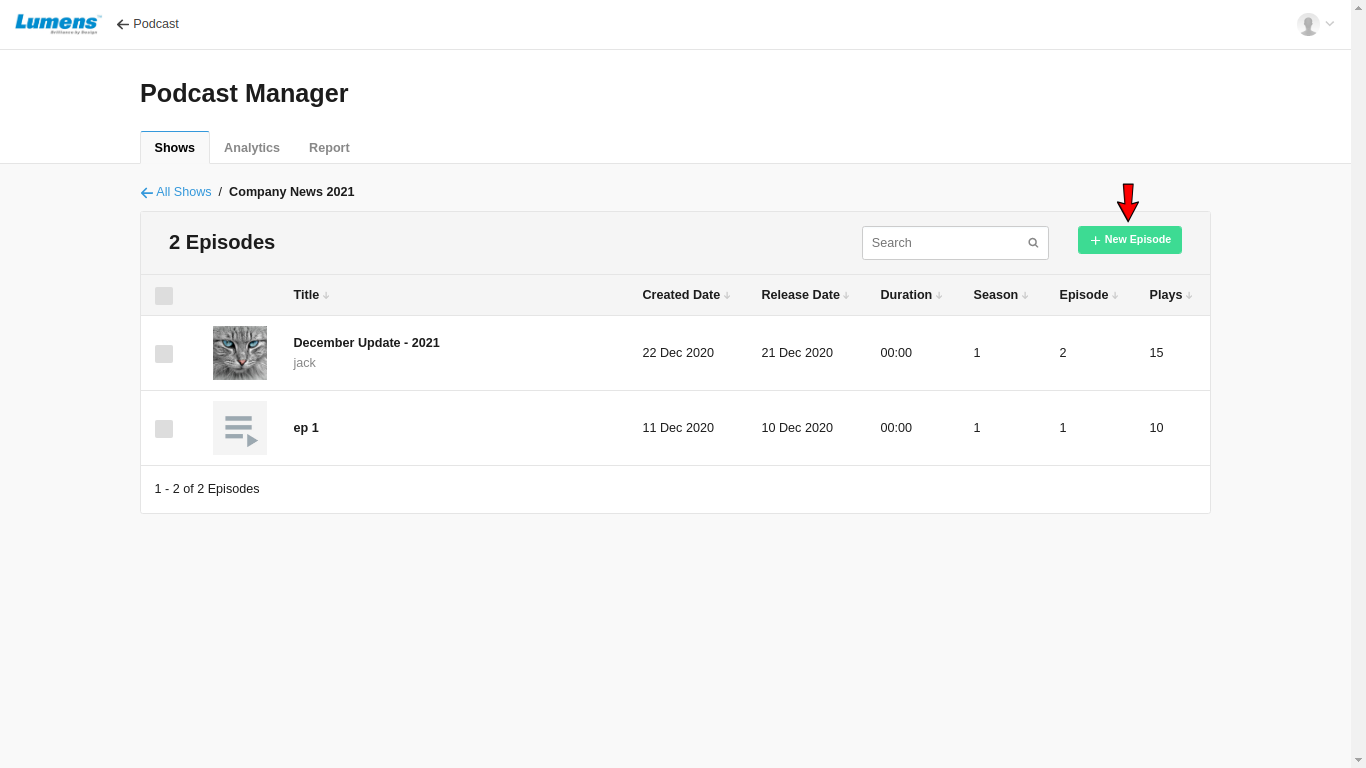 Lumens
Podcast
Podcast Manager
Shows Analytics Report
All Shows / Company News 2021
2 Episodes Search New Episode
Title Created Date Release Date Duration Season Episode Plays
December Update - 2021
jack
22 Dec 2020 21 Dec 2020 00:00 1 2 15
ep 1 11 Dec 2020 10 Dec 2020 00:00 1 1 10
1 - 2 of 2 Episodes